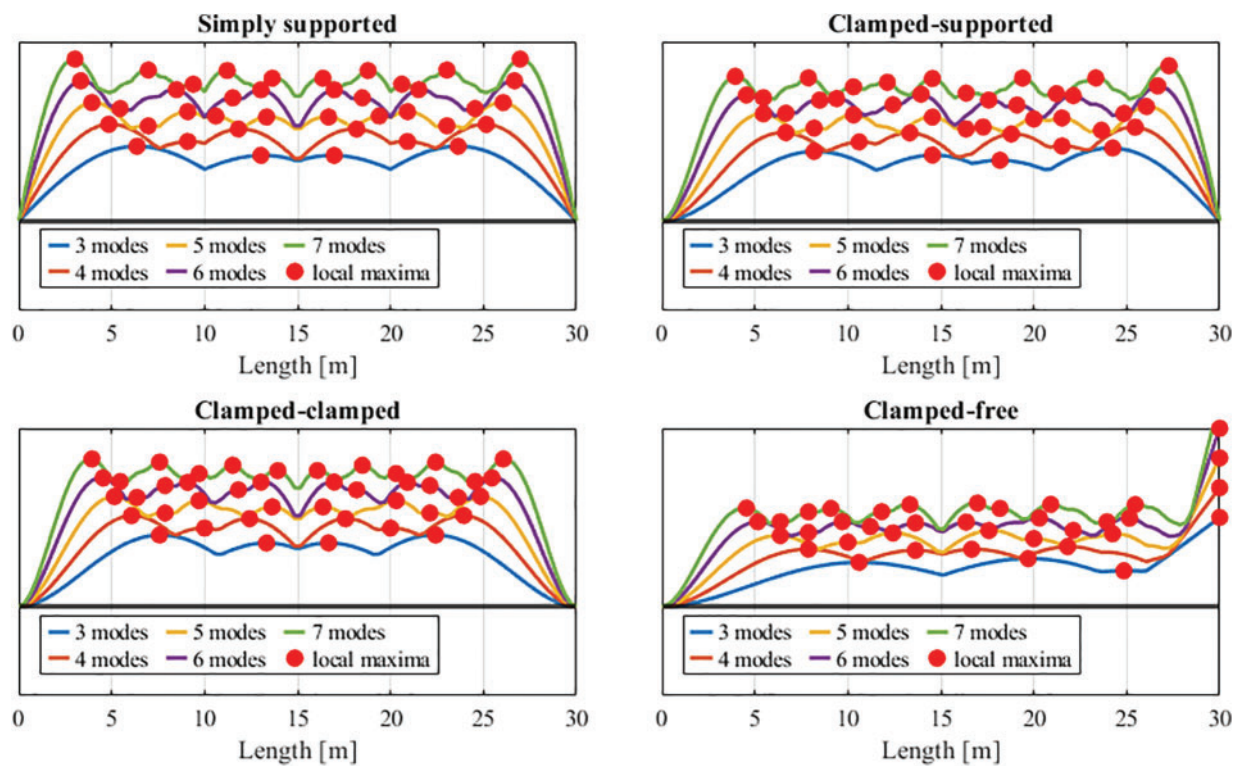 Simply supported
3 modes 5 modes 7 modes
4 modes 6 modes local maxima
0 5 10 15 20 25 30
Length [m]
Clamped-supported
3 modes 5 modes 7 modes
4 modes 6 modes local maxima
0 5 10 15 20 25 30
Length [m]
Clamped-clamped
3 modes 5 modes 7 modes
4 modes 6 modes local maxima
0 5 10 15 20 25 30
Length [m]
Clamped-free
3 modes 5 modes 7 modes
4 modes 6 modes local maxima
0 5 10 15 20 25 30
Length [m]